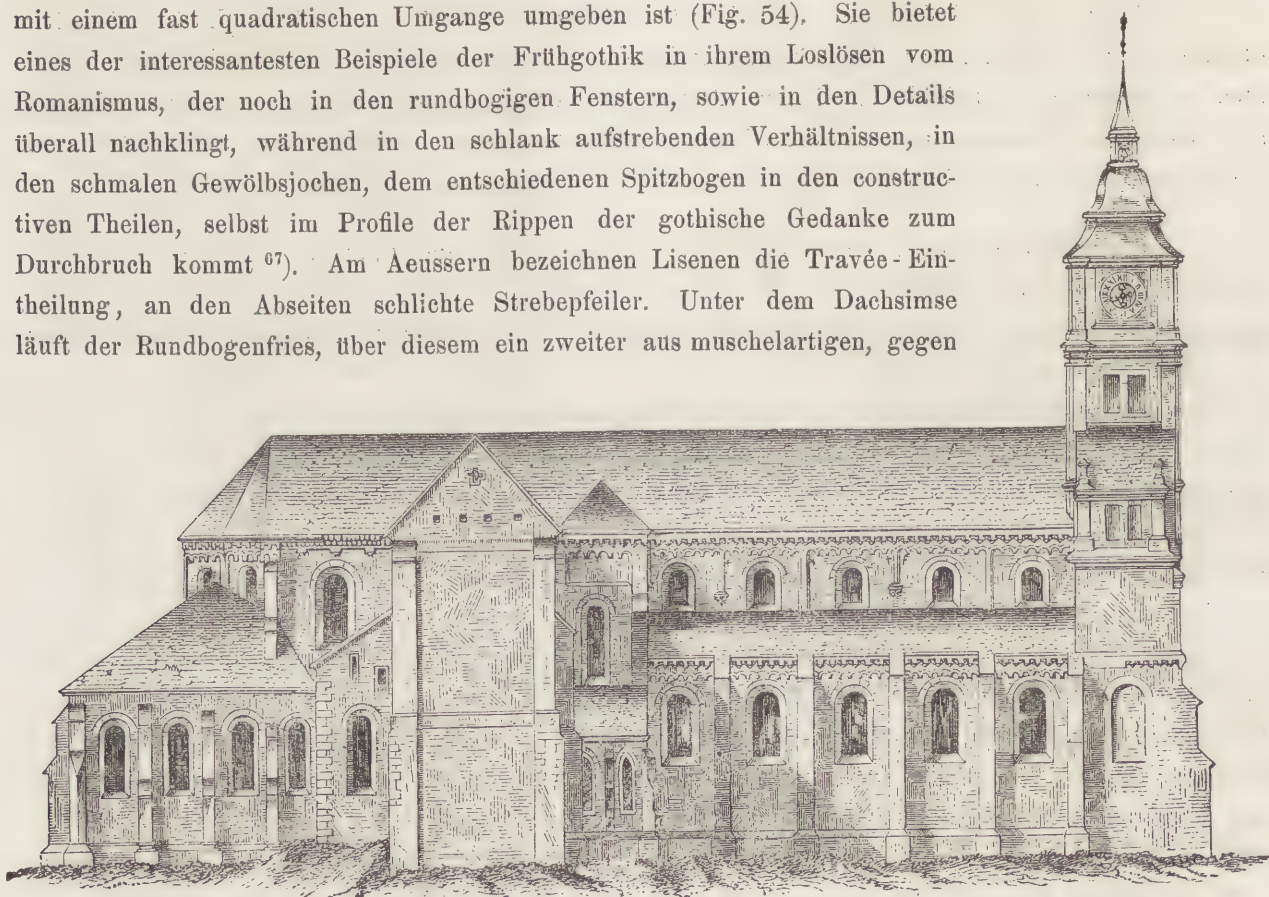 mit einem fast quadratischen Umgange umgeben ist (Fig. 54). Sie bietet
eines der interessantesten Beispiele der Frühgothik in ihrem Loslösen vom
Romanismus, der noch in den rundbogigen Fenstern, sowie in den Details
überall nachklingt, während in den schlank aufstrebenden Verhältnissen, in
den schmalen Gewölbsjochen, dem entschiedenen Spitzbogen in den construc-
tiven Theilen, selbst im Profile der Rippen der gothische Gedanke zum
Durchbruch kommt ⁶⁷). Am Aeussern bezeichnen Lisenen die Travée-Ein-
theilung, an den Abseiten schlichte Strebepfeiler. Unter dem Dachsimse
läuft der Rundbogenfries, über diesem ein zweiter aus muschelartigen, gegen